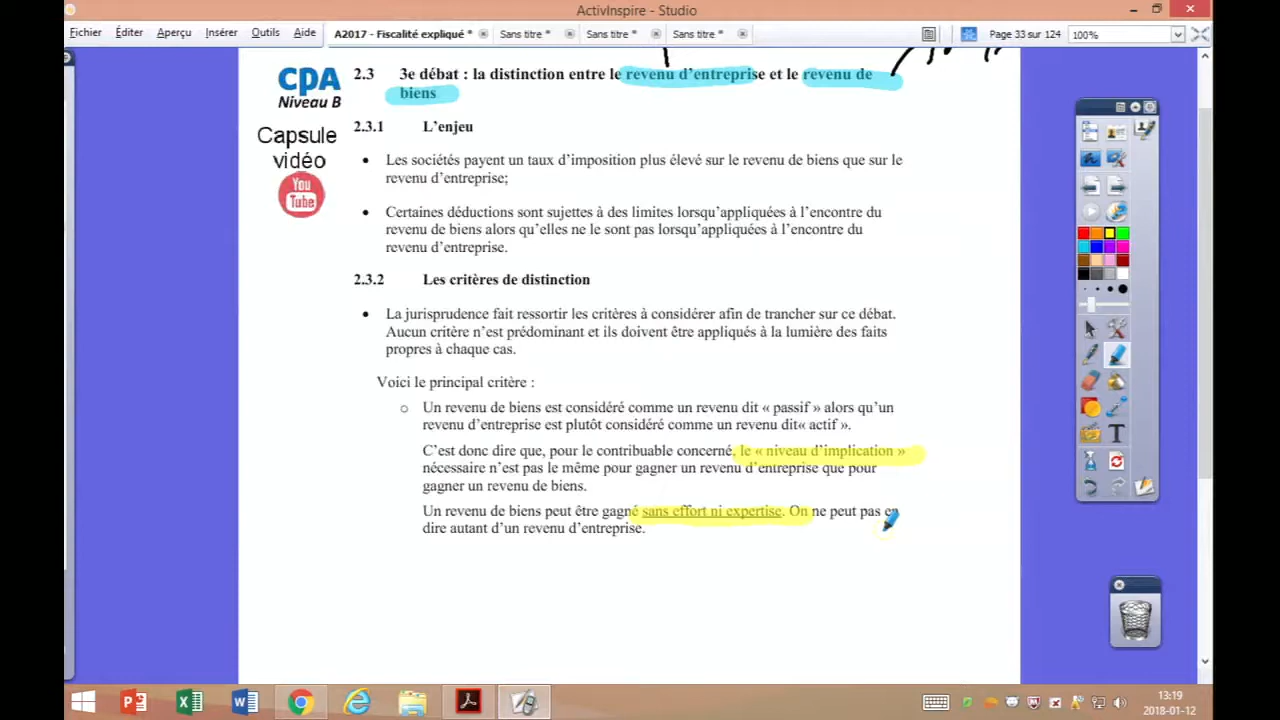 ActivInspire - Studio
Fichier Éditer Aperçu Insérer Outils Aide A2017 - Fiscalité expliqué * Sans titre * Sans titre * Sans titre * Page 33 sur 124 100%
CPA
Niveau B
Capsule
vidéo
You
Tube
2.3 3e débat : la distinction entre le revenu d'entreprise et le revenu de
biens
2.3.1 L'enjeu
• Les sociétés payent un taux d'imposition plus élevé sur le revenu de biens que sur le
revenu d'entreprise;
• Certaines déductions sont sujettes à des limites lorsqu'appliquées à l'encontre du
revenu de biens alors qu'elles ne le sont pas lorsqu'appliquées à l'encontre du
revenu d'entreprise.
2.3.2 Les critères de distinction
• La jurisprudence fait ressortir les critères à considérer afin de trancher sur ce débat.
Aucun critère n'est prédominant et ils doivent être appliqués à la lumière des faits
propres à chaque cas.
Voici le principal critère :
o Un revenu de biens est considéré comme un revenu dit « passif » alors qu'un
revenu d'entreprise est plutôt considéré comme un revenu dit« actif ».
C'est donc dire que, pour le contribuable concerné, le « niveau d'implication »
nécessaire n'est pas le même pour gagner un revenu d'entreprise que pour
gagner un revenu de biens.
Un revenu de biens peut être gagné sans effort ni expertise. On ne peut pas en
dire autant d'un revenu d'entreprise.
13:19
2018-01-12